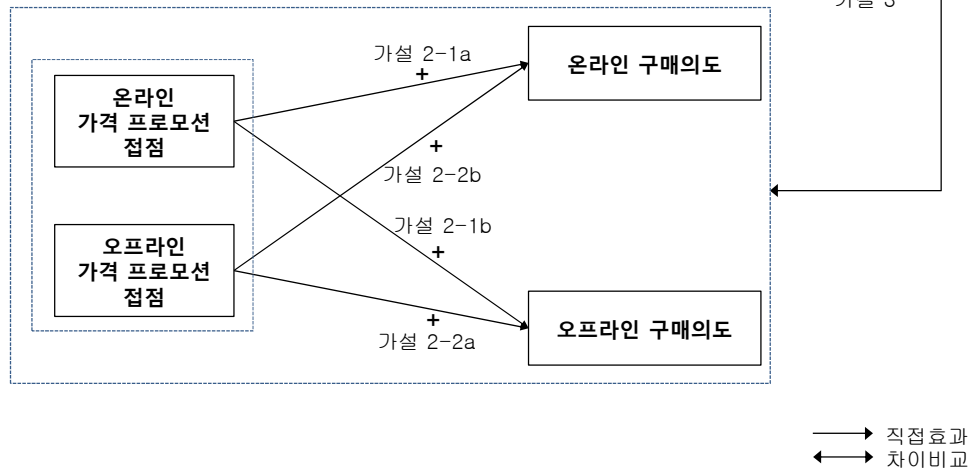 가설 3
가설 2-1a
+
온라인 구매의도
온라인
가격 프로모션
접점
+
가설 2-2b
가설 2-1b
+
오프라인
가격 프로모션
접점
+
가설 2-2a
오프라인 구매의도
직접효과
차이비교